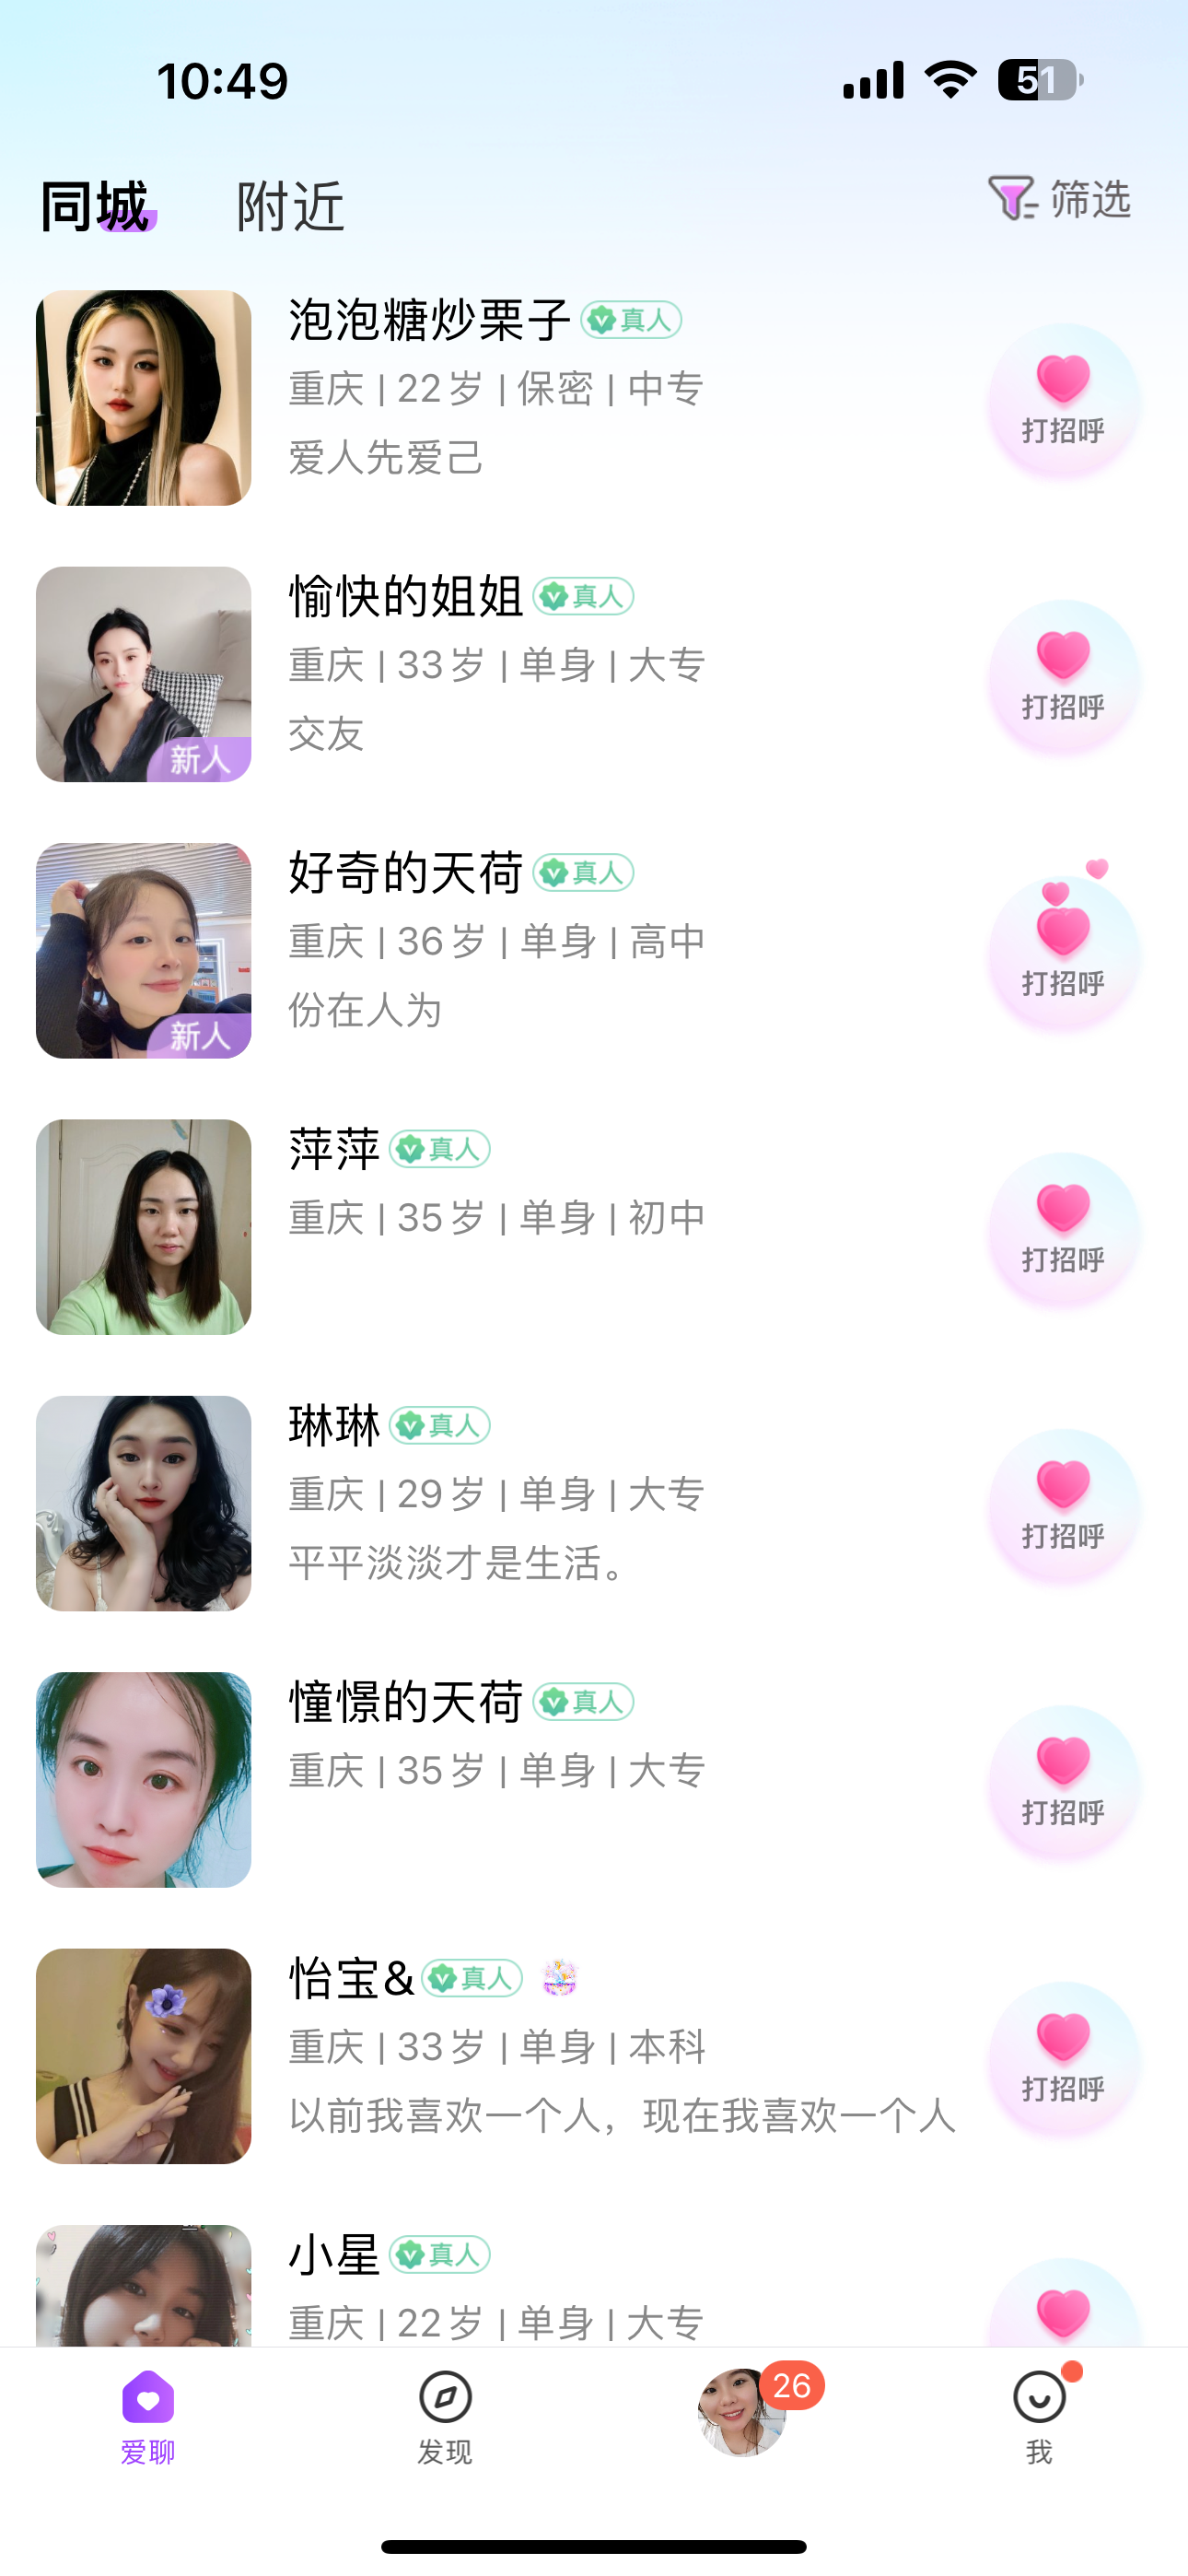 10:49
51
同城 附近 筛选
泡泡糖炒栗子 真人
重庆 | 22岁 | 保密 | 中专
爱人先爱己
打招呼
愉快的姐姐 真人
重庆 | 33岁 | 单身 | 大专
交友
新人
打招呼
好奇的天荷 真人
重庆 | 36岁 | 单身 | 高中
份在人为
新人
打招呼
萍萍 真人
重庆 | 35岁 | 单身 | 初中
打招呼
琳琳 真人
重庆 | 29岁 | 单身 | 大专
平平淡淡才是生活。
打招呼
憧憬的天荷 真人
重庆 | 35岁 | 单身 | 大专
打招呼
怡宝& 真人
重庆 | 33岁 | 单身 | 本科
以前我喜欢一个人，现在我喜欢一个人
打招呼
小星 真人
重庆 | 22岁 | 单身 | 大专
26
爱聊 发现 我